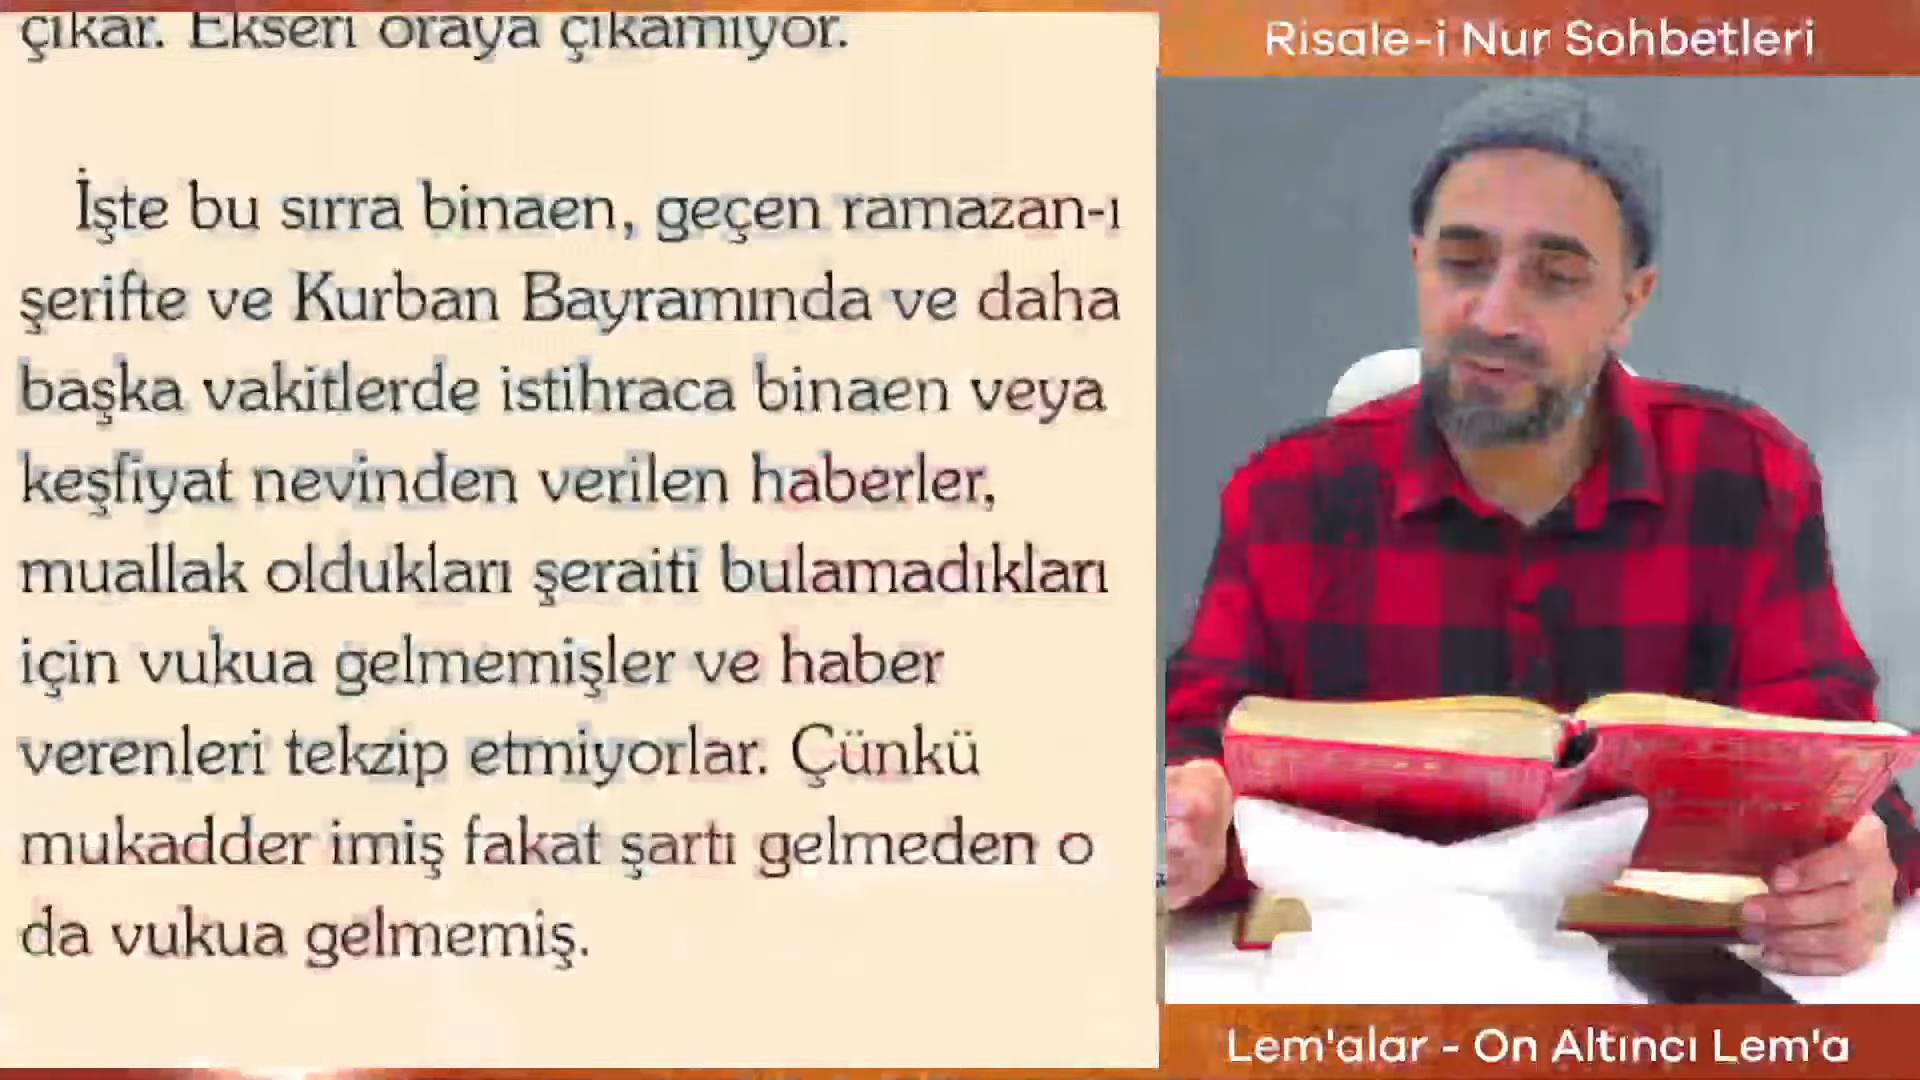 çıkar. Ekseri oraya çıkamıyor.
İşte bu sırra binaen, geçen ramazan-ı
şerifte ve Kurban Bayramında ve daha
başka vakitlerde istihraca binaen veya
keşfiyat nevinden verilen haberler,
muallak oldukları şeraiti bulamadıkları
için vukua gelmemişler ve haber
verenleri tekzip etmiyorlar. Çünkü
mukadder imiş fakat şartı gelmeden o
da vukua gelmemiş.
Risale-i Nur Sohbetleri
Lem'alar - On Altıncı Lem'a